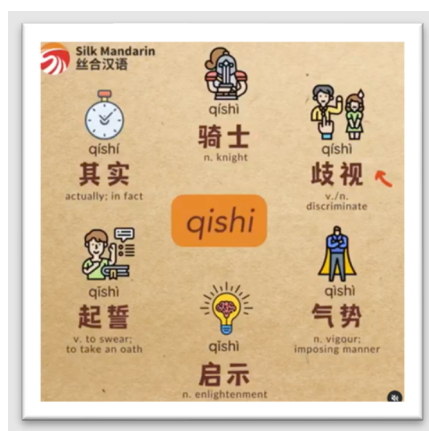 Silk Mandarin
丝合汉语
qíshì
骑士
n. knight
qíshí
其实
actually; in fact
qíshì
歧视
v./n.
discriminate
qishi
qǐshì
起誓
v. to swear;
to take an oath
qìshì
气势
n. vigour;
imposing manner
qǐshì
启示
n. enlightenment